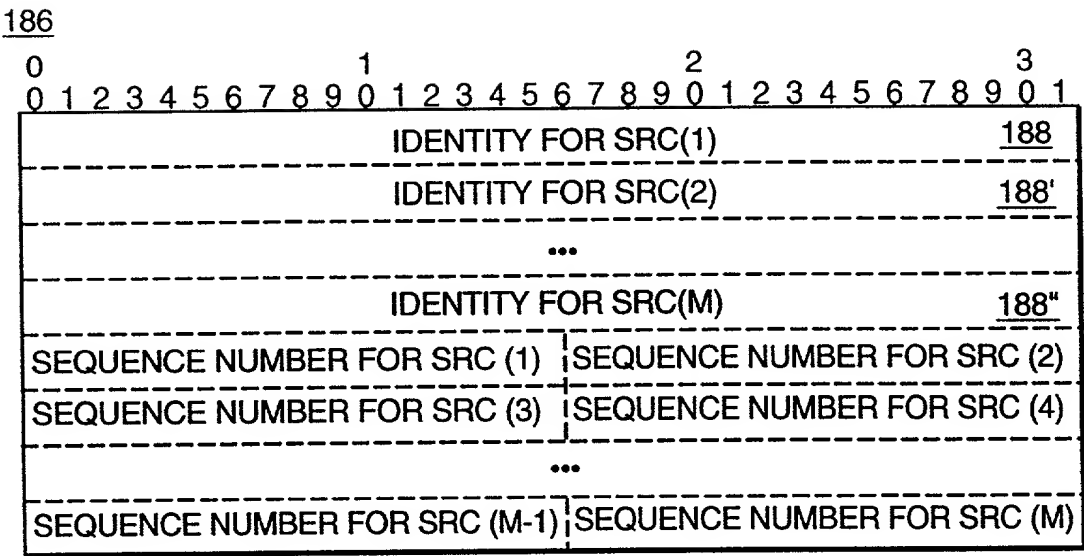 186
0 1 2 3
0 1 2 3 4 5 6 7 8 9 0 1 2 3 4 5 6 7 8 9 0 1 2 3 4 5 6 7 8 9 0 1
IDENTITY FOR SRC(1) 188
IDENTITY FOR SRC(2) 188'
•••
IDENTITY FOR SRC(M) 188"
SEQUENCE NUMBER FOR SRC (1) SEQUENCE NUMBER FOR SRC (2)
SEQUENCE NUMBER FOR SRC (3) SEQUENCE NUMBER FOR SRC (4)
•••
SEQUENCE NUMBER FOR SRC (M-1) SEQUENCE NUMBER FOR SRC (M)